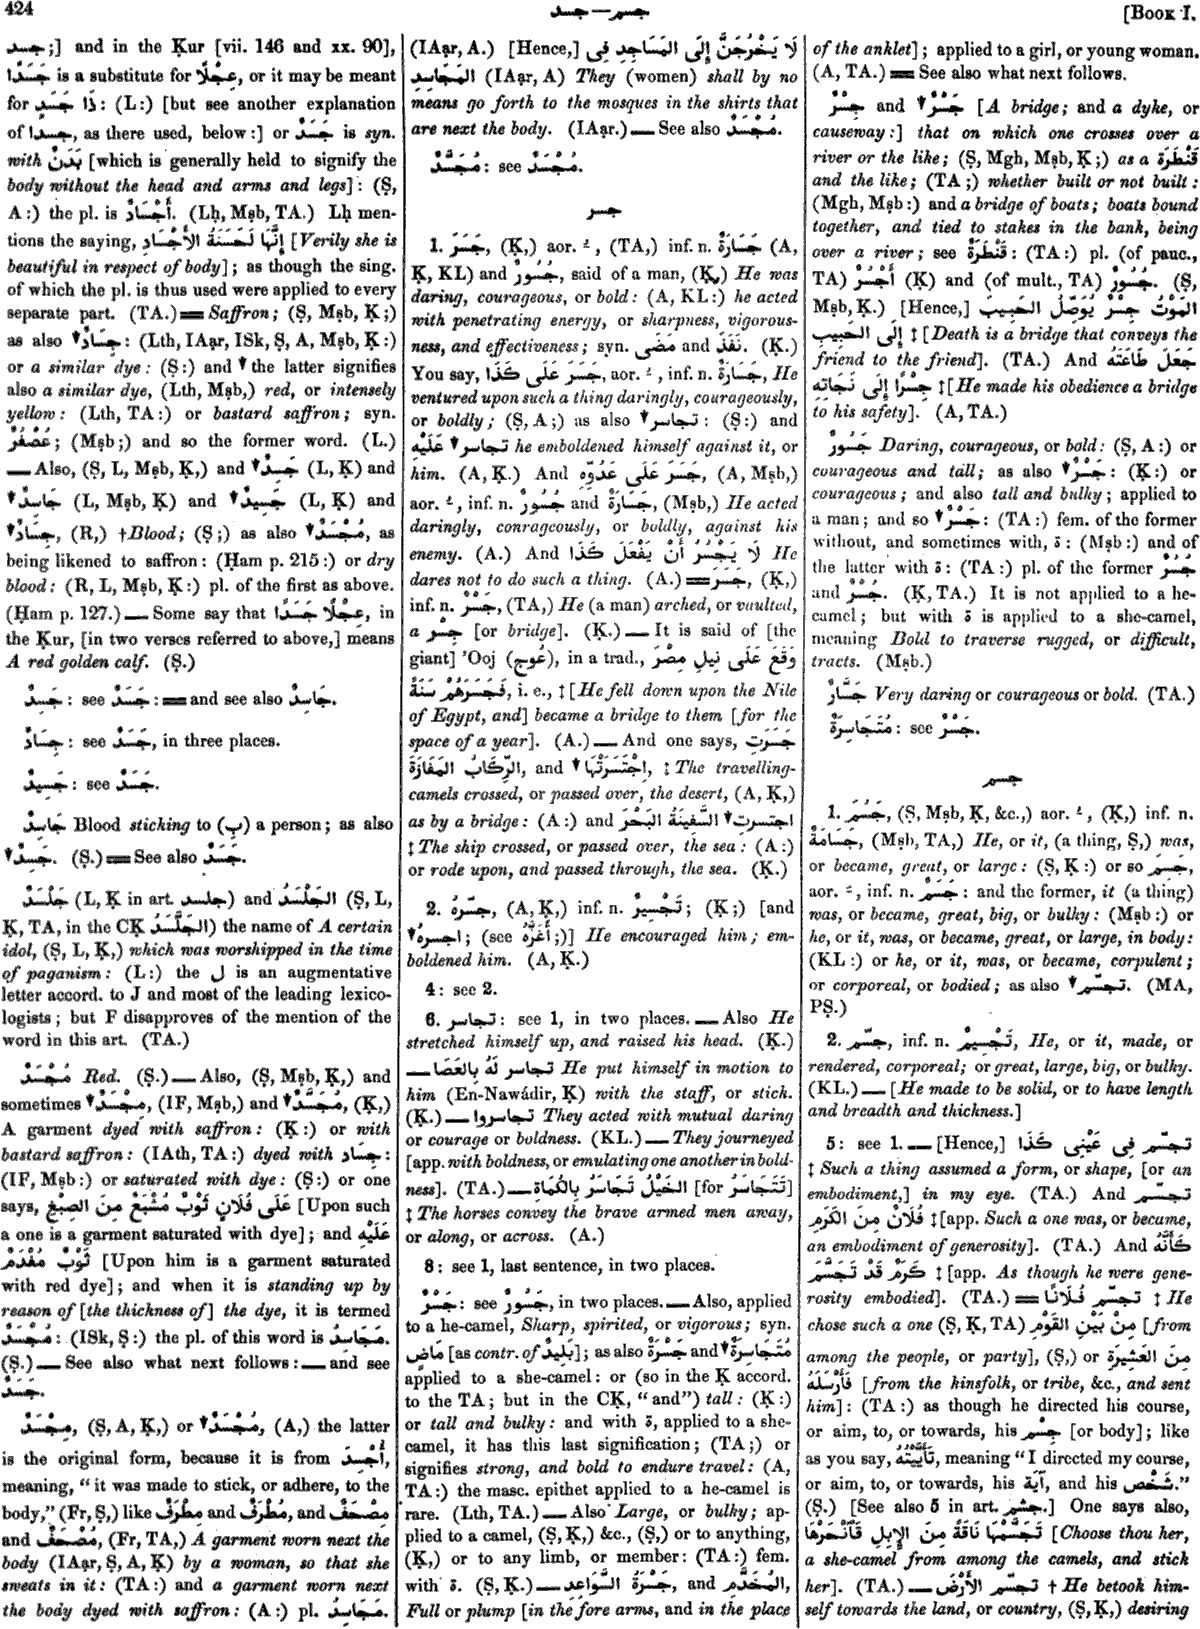 424
جسر—جسد
[Book I.
جسد;] and in the Ḳur [vii. 146 and xx. 90],
جَسَدًا is a substitute for عِجْلًا, or it may be meant
for ذَا جَسَدٍ: (L:) [but see another explanation
of جسدا, as there used, below:] or جَسَدٌ is syn.
with بَدَنٌ [which is generally held to signify the
body without the head and arms and legs]: (Ṣ,
A:) the pl. is أَجْسَادٌ. (Lḥ, Mṣb, TA.) Lḥ men-
tions the saying, إِنَّهَا لَحَسَنَةُ الأَجْسَادِ [Verily she is
beautiful in respect of body]; as though the sing.
of which the pl. is thus used were applied to every
separate part. (TA.)═Saffron; (Ṣ, Mṣb, Ḳ;)
as also ▼جِسَادٌ: (Lth, IAạr, ISk, Ṣ, A, Mṣb, Ḳ:)
or a similar dye: (Ṣ:) and ▼ the latter signifies
also a similar dye, (Lth, Mṣb,) red, or intensely
yellow: (Lth, TA:) or bastard saffron; syn.
عُصْفُرٌ; (Mṣb;) and so the former word. (L.)
—Also, (Ṣ, L, Mṣb, Ḳ,) and ▼جَسِدٌ (L, Ḳ) and
▼جَاسِدٌ (L, Mṣb, Ḳ) and ▼جَسِيدٌ (L, Ḳ) and
▼جِسَادٌ, (R,) †Blood; (Ṣ;) as also ▼مُجْسَدٌ, as
being likened to saffron: (Ḥam p. 215:) or dry
blood: (R, L, Mṣb, Ḳ:) pl. of the first as above.
(Ḥam p. 127.)—Some say that عِجْلًا جَسَدًا, in
the Ḳur, [in two verses referred to above,] means
A red golden calf. (Ṣ.)
جَسِدٌ: see جَسَدٌ:═and see also جَاسِدٌ.
جِسَادٌ: see جَسَدٌ, in three places.
جَسِيدٌ: see جَسَدٌ.
جَاسِدٌ Blood sticking to (بِ) a person; as also
▼جَسِدٌ. (Ṣ.)═See also جَسَدٌ.
جَلْسَدٌ (L, Ḳ in art. جلسد) and الجَلْسَدُ (Ṣ, L,
Ḳ, TA, in the CḲ الجَلَّسَدُ) the name of A certain
idol, (Ṣ, L, Ḳ,) which was worshipped in the time
of paganism: (L:) the ل is an augmentative
letter accord. to J and most of the leading lexico-
logists; but F disapproves of the mention of the
word in this art. (TA.)
مُجْسَدٌ Red. (Ṣ.)—Also, (Ṣ, Mṣb, Ḳ,) and
sometimes ▼مِجْسَدٌ, (IF, Mṣb,) and ▼مُجَسَّدٌ, (Ḳ,)
A garment dyed with saffron: (Ḳ:) or with
bastard saffron: (IAth, TA:) dyed with جِسَاد:
(IF, Mṣb:) or saturated with dye: (Ṣ:) or one
says, عَلَى فُلَانٍ ثَوْبٌ مُشْبَعٌ مِنَ الصِّبْغِ [Upon such
a one is a garment saturated with dye]; and عَلَيْهِ
ثَوْبٌ مُفْدَمٌ [Upon him is a garment saturated
with red dye]; and when it is standing up by
reason of [the thickness of] the dye, it is termed
مُجْسَدٌ: (ISk, Ṣ:) the pl. of this word is مَجَاسِدُ.
(Ṣ.)—See also what next follows:—and see
جَسَدٌ.
مِجْسَدٌ, (Ṣ, A, Ḳ,) or ▼مُجْسَدٌ, (A,) the latter
is the original form, because it is from أُجْسِدَ,
meaning, “it was made to stick, or adhere, to the
body,” (Fr, Ṣ,) like مِطْرَفٌ and مُطْرَفٌ, and مِصْحَفٌ
and مُصْحَفٌ, (Fr, TA,) A garment worn next the
body (IAạr, Ṣ, A, Ḳ) by a woman, so that she
sweats in it: (TA:) and a garment worn next
the body dyed with saffron: (A:) pl. مَجَاسِدُ.
(IAạr, A.) [Hence,] لَا يَخْرُجَنَّ إِلَى المَسَاجِدِ فِى
المَجَاسِدِ (IAạr, A) They (women) shall by no
means go forth to the mosques in the shirts that
are next the body. (IAạr.)—See also مُجْسَدٌ.
مُجَسَّدٌ: see مُجْسَدٌ.
جسر
1. جَسَرَ, (Ḳ,) aor. ـُ, (TA,) inf. n. جَسَارَةٌ (A,
Ḳ, KL) and جُسُورٌ, said of a man, (Ḳ,) He was
daring, courageous, or bold: (A, KL:) he acted
with penetrating energy, or sharpness, vigorous-
ness, and effectiveness; syn. مَضَى and نَفَذَ. (Ḳ.)
You say, جَسَرَ عَلَى كَذَا, aor. ـُ, inf. n. جَسَارَةٌ, He
ventured upon such a thing daringly, courageously,
or boldly; (Ṣ, A;) as also ▼تجاسر: (Ṣ:) and
▼تجاسر عَلَيْهِ he emboldened himself against it, or
him. (A, Ḳ.) And جَسَرَ عَلَى عَدُوِّهِ, (A, Mṣb,)
aor. ـُ, inf. n. جُسُورٌ and جَسَارَةٌ, (Mṣb,) He acted
daringly, courageously, or boldly, against his
enemy. (A.) And لَا يَجْسُرُ أَنْ يَفْعَلَ كَذَا He
dares not to do such a thing. (A.)═جَسَرَ, (Ḳ,)
inf. n. جَسْرٌ, (TA,) He (a man) arched, or vaulted,
a جِسْر [or bridge]. (Ḳ.)—It is said of [the
giant] ’Ooj (عُوج), in a trad., وَقَعَ عَلَى نِيلِ مِصْرَ
فَجَسَرَهُمْ سَنَةً, i. e., ‡[He fell down upon the Nile
of Egypt, and] became a bridge to them [for the
space of a year]. (A.)—And one says, جَسَرَتِ
الرِّكَابُ المَفَازَةَ, and ▼اِجْتَسَرَتْهَا, ‡The travelling-
camels crossed, or passed over, the desert, (A, Ḳ,)
as by a bridge: (A:) and ▼اجتسرت السَّفِينَةُ البَحْرَ
‡The ship crossed, or passed over, the sea: (A:)
or rode upon, and passed through, the sea. (Ḳ.)
2. جسّرهُ, (A, Ḳ,) inf. n. تَجْسِيرٌ; (Ḳ;) [and
▼اجسرهُ; (see أَغَرَّهُ;)] He encouraged him; em-
boldened him. (A, Ḳ.)
4: see 2.
6. تجاسر: see 1, in two places.—Also He
stretched himself up, and raised his head. (Ḳ.)
—تجاسر لَهُ بِالعَصَا He put himself in motion to
him (En-Nawádir, Ḳ) with the staff, or stick.
(Ḳ.)—تجاسروا They acted with mutual daring
or courage or boldness. (KL.)—They journeyed
[app. with boldness, or emulating one another in bold-
ness]. (TA.)—الخَيْلُ تَجَاسَرُ بِالكُمَاةِ [for تَتَجَاسَرُ]
‡The horses convey the brave armed men away,
or along, or across. (A.)
8: see 1, last sentence, in two places.
جَسْرٌ: see جَسُورٌ, in two places.—Also, applied
to a he-camel, Sharp, spirited, or vigorous; syn.
مَاضٍ [as contr. of بَلِيدٌ]; as also جَسْرَةٌ and ▼مُتَجَاسِرَةٌ
applied to a she-camel: or (so in the Ḳ accord.
to the TA; but in the CḲ, “and”) tall: (Ḳ:)
or tall and bulky: and with ة, applied to a she-
camel, it has this last signification; (TA;) or
signifies strong, and bold to endure travel: (A,
TA:) the masc. epithet applied to a he-camel is
rare. (Lth, TA.)—Also Large, or bulky; ap-
plied to a camel, (Ṣ, Ḳ,) &c., (Ṣ,) or to anything,
(Ḳ,) or to any limb, or member: (TA:) fem.
with ة. (Ṣ, Ḳ.)—جَسْرَةُ السَّوَاعِدِ, and المُخَدَّمِ,
Full or plump [in the fore arms, and in the place
of the anklet]; applied to a girl, or young woman.
(A, TA.)═See also what next follows.
جِسْرٌ and ▼جَسْرٌ [A bridge; and a dyke, or
causeway:] that on which one crosses over a
river or the like; (Ṣ, Mgh, Mṣb, Ḳ;) as a قَنْطَرَة
and the like; (TA;) whether built or not built:
(Mgh, Mṣb:) and a bridge of boats; boats bound
together, and tied to stakes in the bank, being
over a river; see قَنْطَرَةٌ: (TA:) pl. (of pauc.,
TA) أَجْسُرٌ (Ḳ) and (of mult., TA) جُسُورٌ. (Ṣ,
Mṣb, Ḳ.) [Hence,] المَوْتُ جِسْرٌ يُوَصِّلُ الحَبِيبَ
إِلَى الحَبِيبِ ‡[Death is a bridge that conveys the
friend to the friend]. (TA.) And جَعَلَ طَاعَتَهُ
جِسْرًا إِلَى نَجَاتِهِ ‡[He made his obedience a bridge
to his safety]. (A, TA.)
جَسُورٌ Daring, courageous, or bold: (Ṣ, A:) or
courageous and tall; as also ▼جَسْرٌ: (Ḳ:) or
courageous; and also tall and bulky; applied to
a man; and so ▼جَسْرٌ: (TA:) fem. of the former
without, and sometimes with, ة: (Mṣb:) and of
the latter with ة: (TA:) pl. of the former جُسْرٌ
and جُسُرٌ. (Ḳ, TA.) It is not applied to a he-
camel; but with ة is applied to a she-camel,
meaning Bold to traverse rugged, or difficult,
tracts. (Mṣb.)
جَسَّارٌ Very daring or courageous or bold. (TA.)
مُتَجَاسِرَةٌ: see جَسْرٌ.
جسم
1. جَسُمَ, (Ṣ, Mṣb, Ḳ, &c.,) aor. ـُ, (Ḳ,) inf. n.
جَسَامَةٌ, (Mṣb, TA,) He, or it, (a thing, Ṣ,) was,
or became, great, or large: (Ṣ, Ḳ:) or so جَسِمَ,
aor. ـَ, inf. n. جَسَمٌ: and the former, it (a thing)
was, or became, great, big, or bulky: (Mṣb:) or
he, or it, was, or became, great, or large, in body:
(KL:) or he, or it, was, or became, corpulent;
or corporeal, or bodied; as also ▼تجسّم. (MA,
PṢ.)
2. جسّم, inf. n. تَجْسِيمٌ, He, or it, made, or
rendered, corporeal; or great, large, big, or bulky.
(KL.)—[He made to be solid, or to have length
and breadth and thickness.]
5: see 1.—[Hence,] تجسّم فِى عَيْنِى كَذَا
‡Such a thing assumed a form, or shape, [or an
embodiment,] in my eye. (TA.) And تجسّم
فُلَانٌ مِنَ الكَرَمِ ‡[app. Such a one was, or became,
an embodiment of generosity]. (TA.) And كَأَنَّهُ
كَرَمٌ قَدْ تَجَسَّمَ ‡[app. As though he were gene-
rosity embodied]. (TA.)═تجسّم فُلَانًا ‡He
chose such a one (Ṣ, Ḳ, TA) مِنْ بَيْنِ القَوْمِ [from
among the people, or party], (Ṣ,) or مِنَ العَشِيرَةِ
فَأَرْسَلَهُ [from the kinsfolk, or tribe, &c., and sent
him]: (TA:) as though he directed his course,
or aim, to, or towards, his جِسْم [or body]; like
as you say, تَأَيَّيْتُهُ, meaning “I directed my course,
or aim, to, or towards, his آيَة, and his شَخْص.”
(Ṣ.) [See also 5 in art. جشم.] One says also,
تَجَسَّمْهَا نَاقَةً مِنَ الإِبِلِ فَٱنْحَرْهَا [Choose thou her,
a she-camel from among the camels, and stick
her]. (TA.)—تجسّم الأَرْضَ †He betook him-
self towards the land, or country, (Ṣ, Ḳ,) desiring